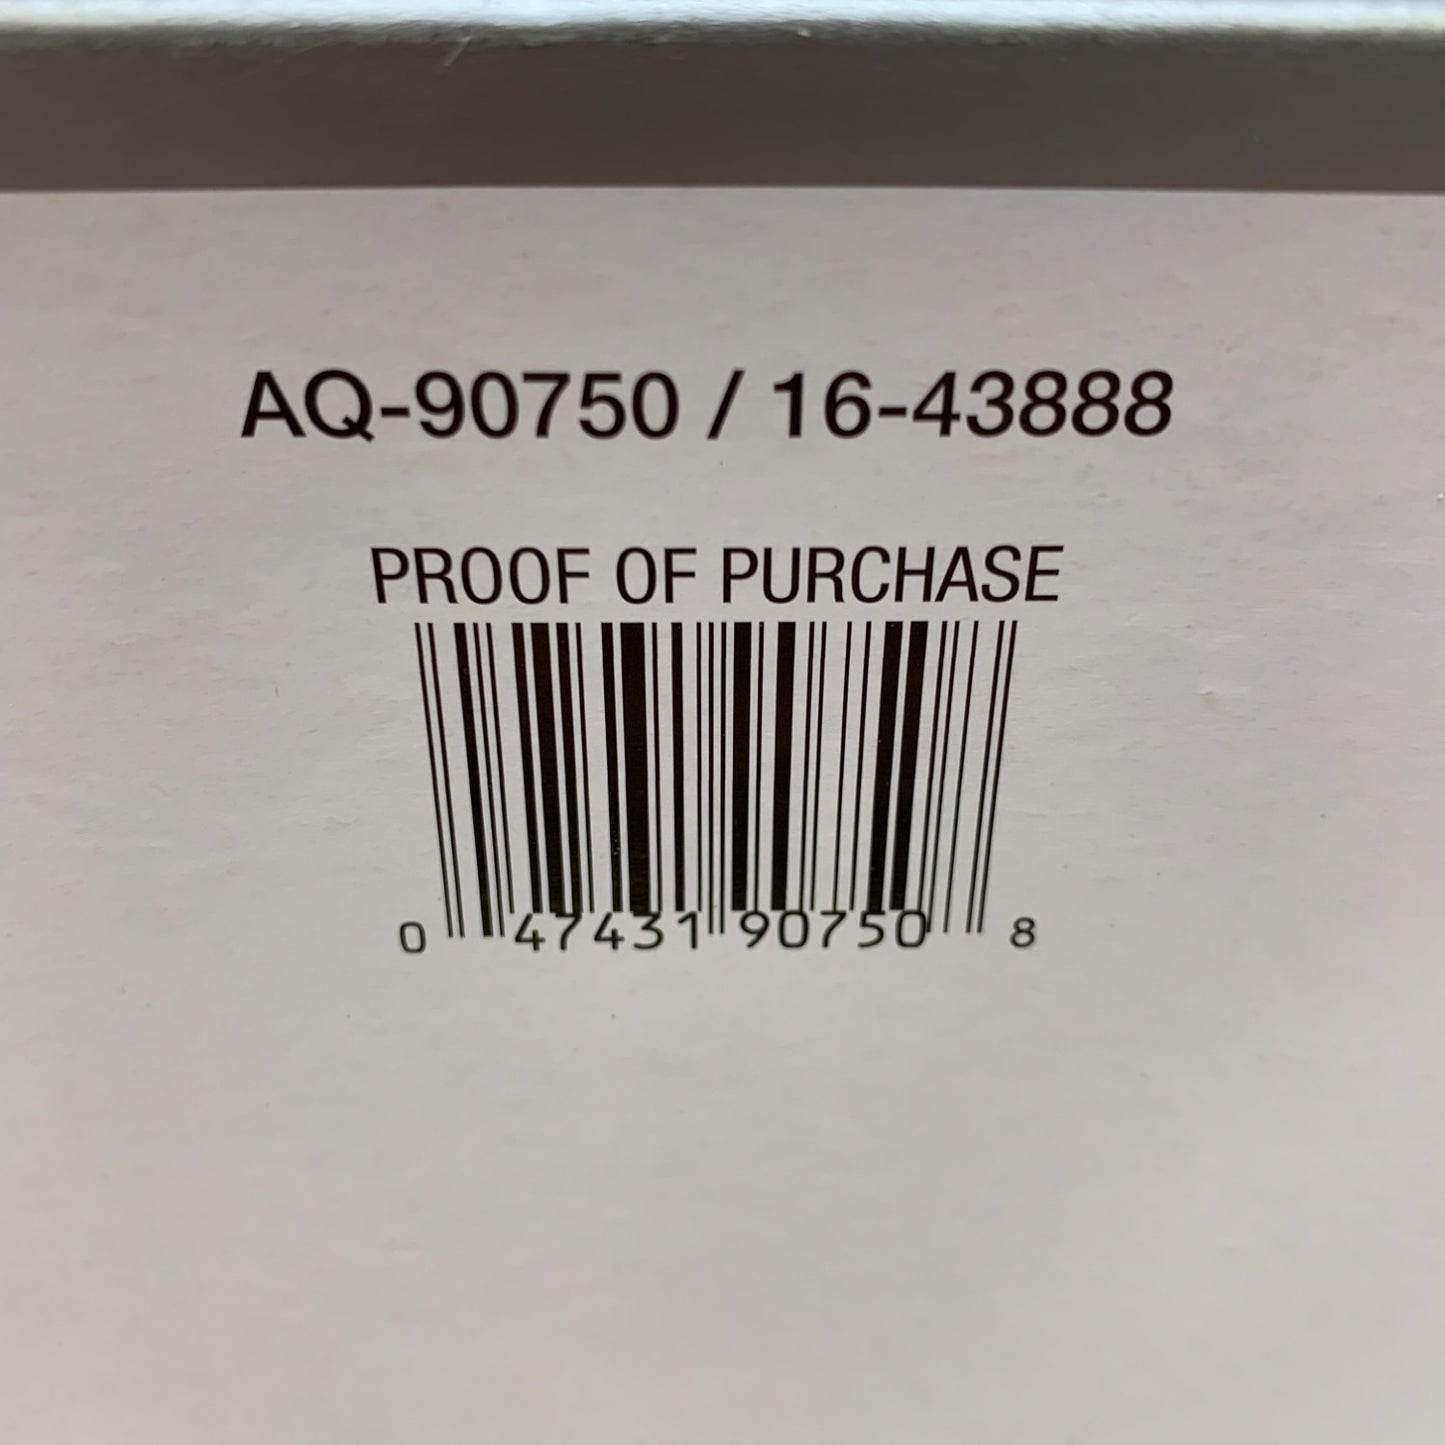 AQ-90750 / 16-43888
PROOF OF PURCHASE
0 47431 90750 8